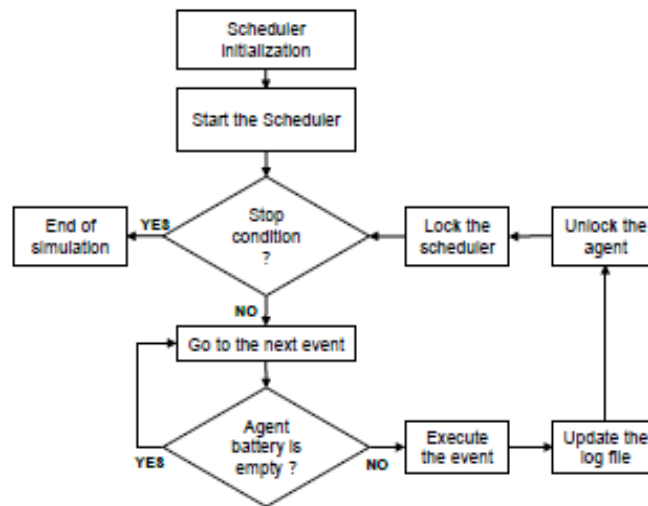 Scheduler
Initialization
Start the Scheduler
Stop
condition
?
YES
End of
simulation
Lock the
scheduler
Unlock the
agent
NO
Go to the next event
Agent
battery is
empty ?
YES
NO
Execute
the event
Update the
log file